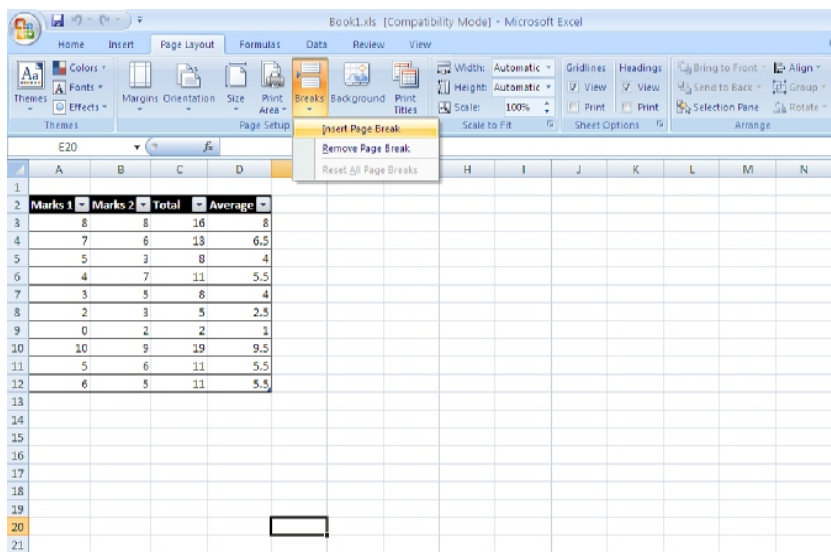 Book1.xls [Compatibility Mode] - Microsoft Excel
Home Insert Page Layout Formulas Data Review View
Colors
Fonts
Effects
Themes
Margins Orientation Size Print Area Breaks Background Print Titles
Width: Automatic
Height: Automatic
Scale: 100%
Gridlines Headings
View View
Print Print
Bring to Front Align
Send to Back Group
Selection Pane Rotate
Themes Page Setup Scale to Fit Sheet Options Arrange
Insert Page Break
Remove Page Break
Reset All Page Breaks
E20 fx
A B C D H I J K L M N
1
2 Marks 1 Marks 2 Total Average
3 8 8 16 8
4 7 6 13 6.5
5 5 3 8 4
6 4 7 11 5.5
7 3 5 8 4
8 2 3 5 2.5
9 0 2 2 1
10 10 9 19 9.5
11 5 6 11 5.5
12 6 5 11 5.5
13
14
15
16
17
18
19
20
21